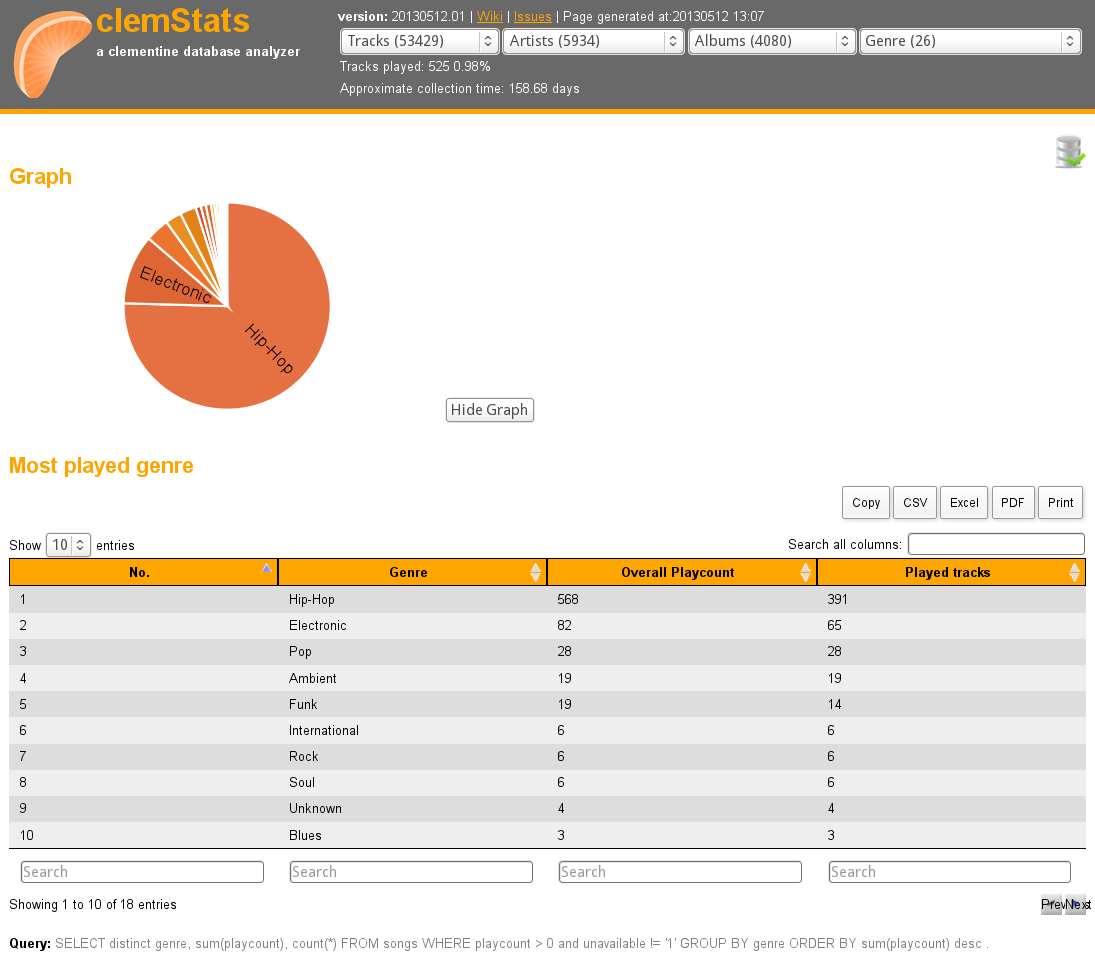 clemStats
a clementine database analyzer
version: 20130512.01 | Wiki | Issues | Page generated at:20130512 13:07
Tracks (53429) Artists (5934) Albums (4080) Genre (26)
Tracks played: 525 0.98%
Approximate collection time: 158.68 days
Graph
Electronic
Hip-Hop
Hide Graph
Most played genre
Copy CSV Excel PDF Print
Show 10 entries Search all columns:
No. Genre Overall Playcount Played tracks
1 Hip-Hop 568 391
2 Electronic 82 65
3 Pop 28 28
4 Ambient 19 19
5 Funk 19 14
6 International 6 6
7 Rock 6 6
8 Soul 6 6
9 Unknown 4 4
10 Blues 3 3
Search Search Search Search
Showing 1 to 10 of 18 entries Prev Next
Query: SELECT distinct genre, sum(playcount), count(*) FROM songs WHERE playcount > 0 and unavailable != '1' GROUP BY genre ORDER BY sum(playcount) desc .